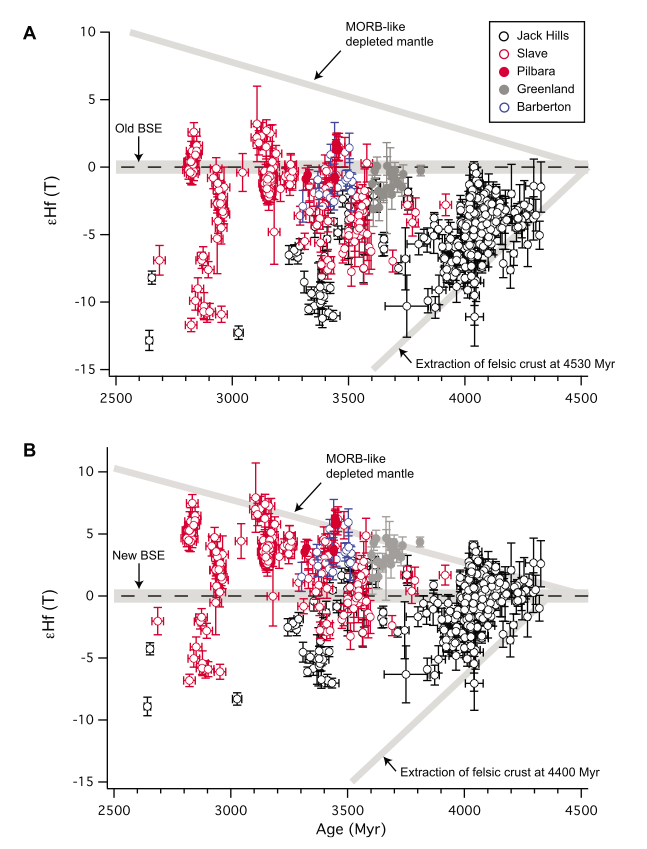 A
MORB-like
depleted mantle
Jack Hills
Slave
Pilbara
Greenland
Barberton
Old BSE
10
5
0
-5
-10
-15
εHf (T)
Extraction of felsic crust at 4530 Myr
2500 3000 3500 4000 4500
B
MORB-like
depleted mantle
New BSE
10
5
0
-5
-10
-15
εHf (T)
Extraction of felsic crust at 4400 Myr
2500 3000 3500 4000 4500
Age (Myr)